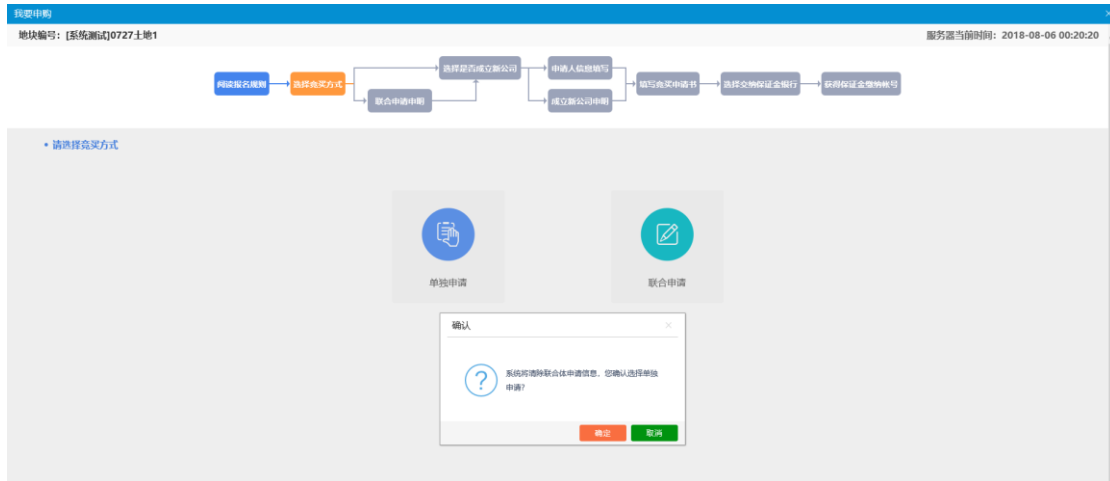 我要申购
地块编号：[系统测试]0727土地1
服务器当前时间：2018-08-06 00:20:20
阅读报名规则
选择竞买方式
选择是否成立新公司
联合申请申明
申请人信息填写
成立新公司申明
填写竞买申请书
选择交纳保证金银行
获得保证金缴纳帐号
请选择竞买方式
单独申请
联合申请
确认
系统将清除联合体申请信息，您确认选择单独
申请?
确定
取消